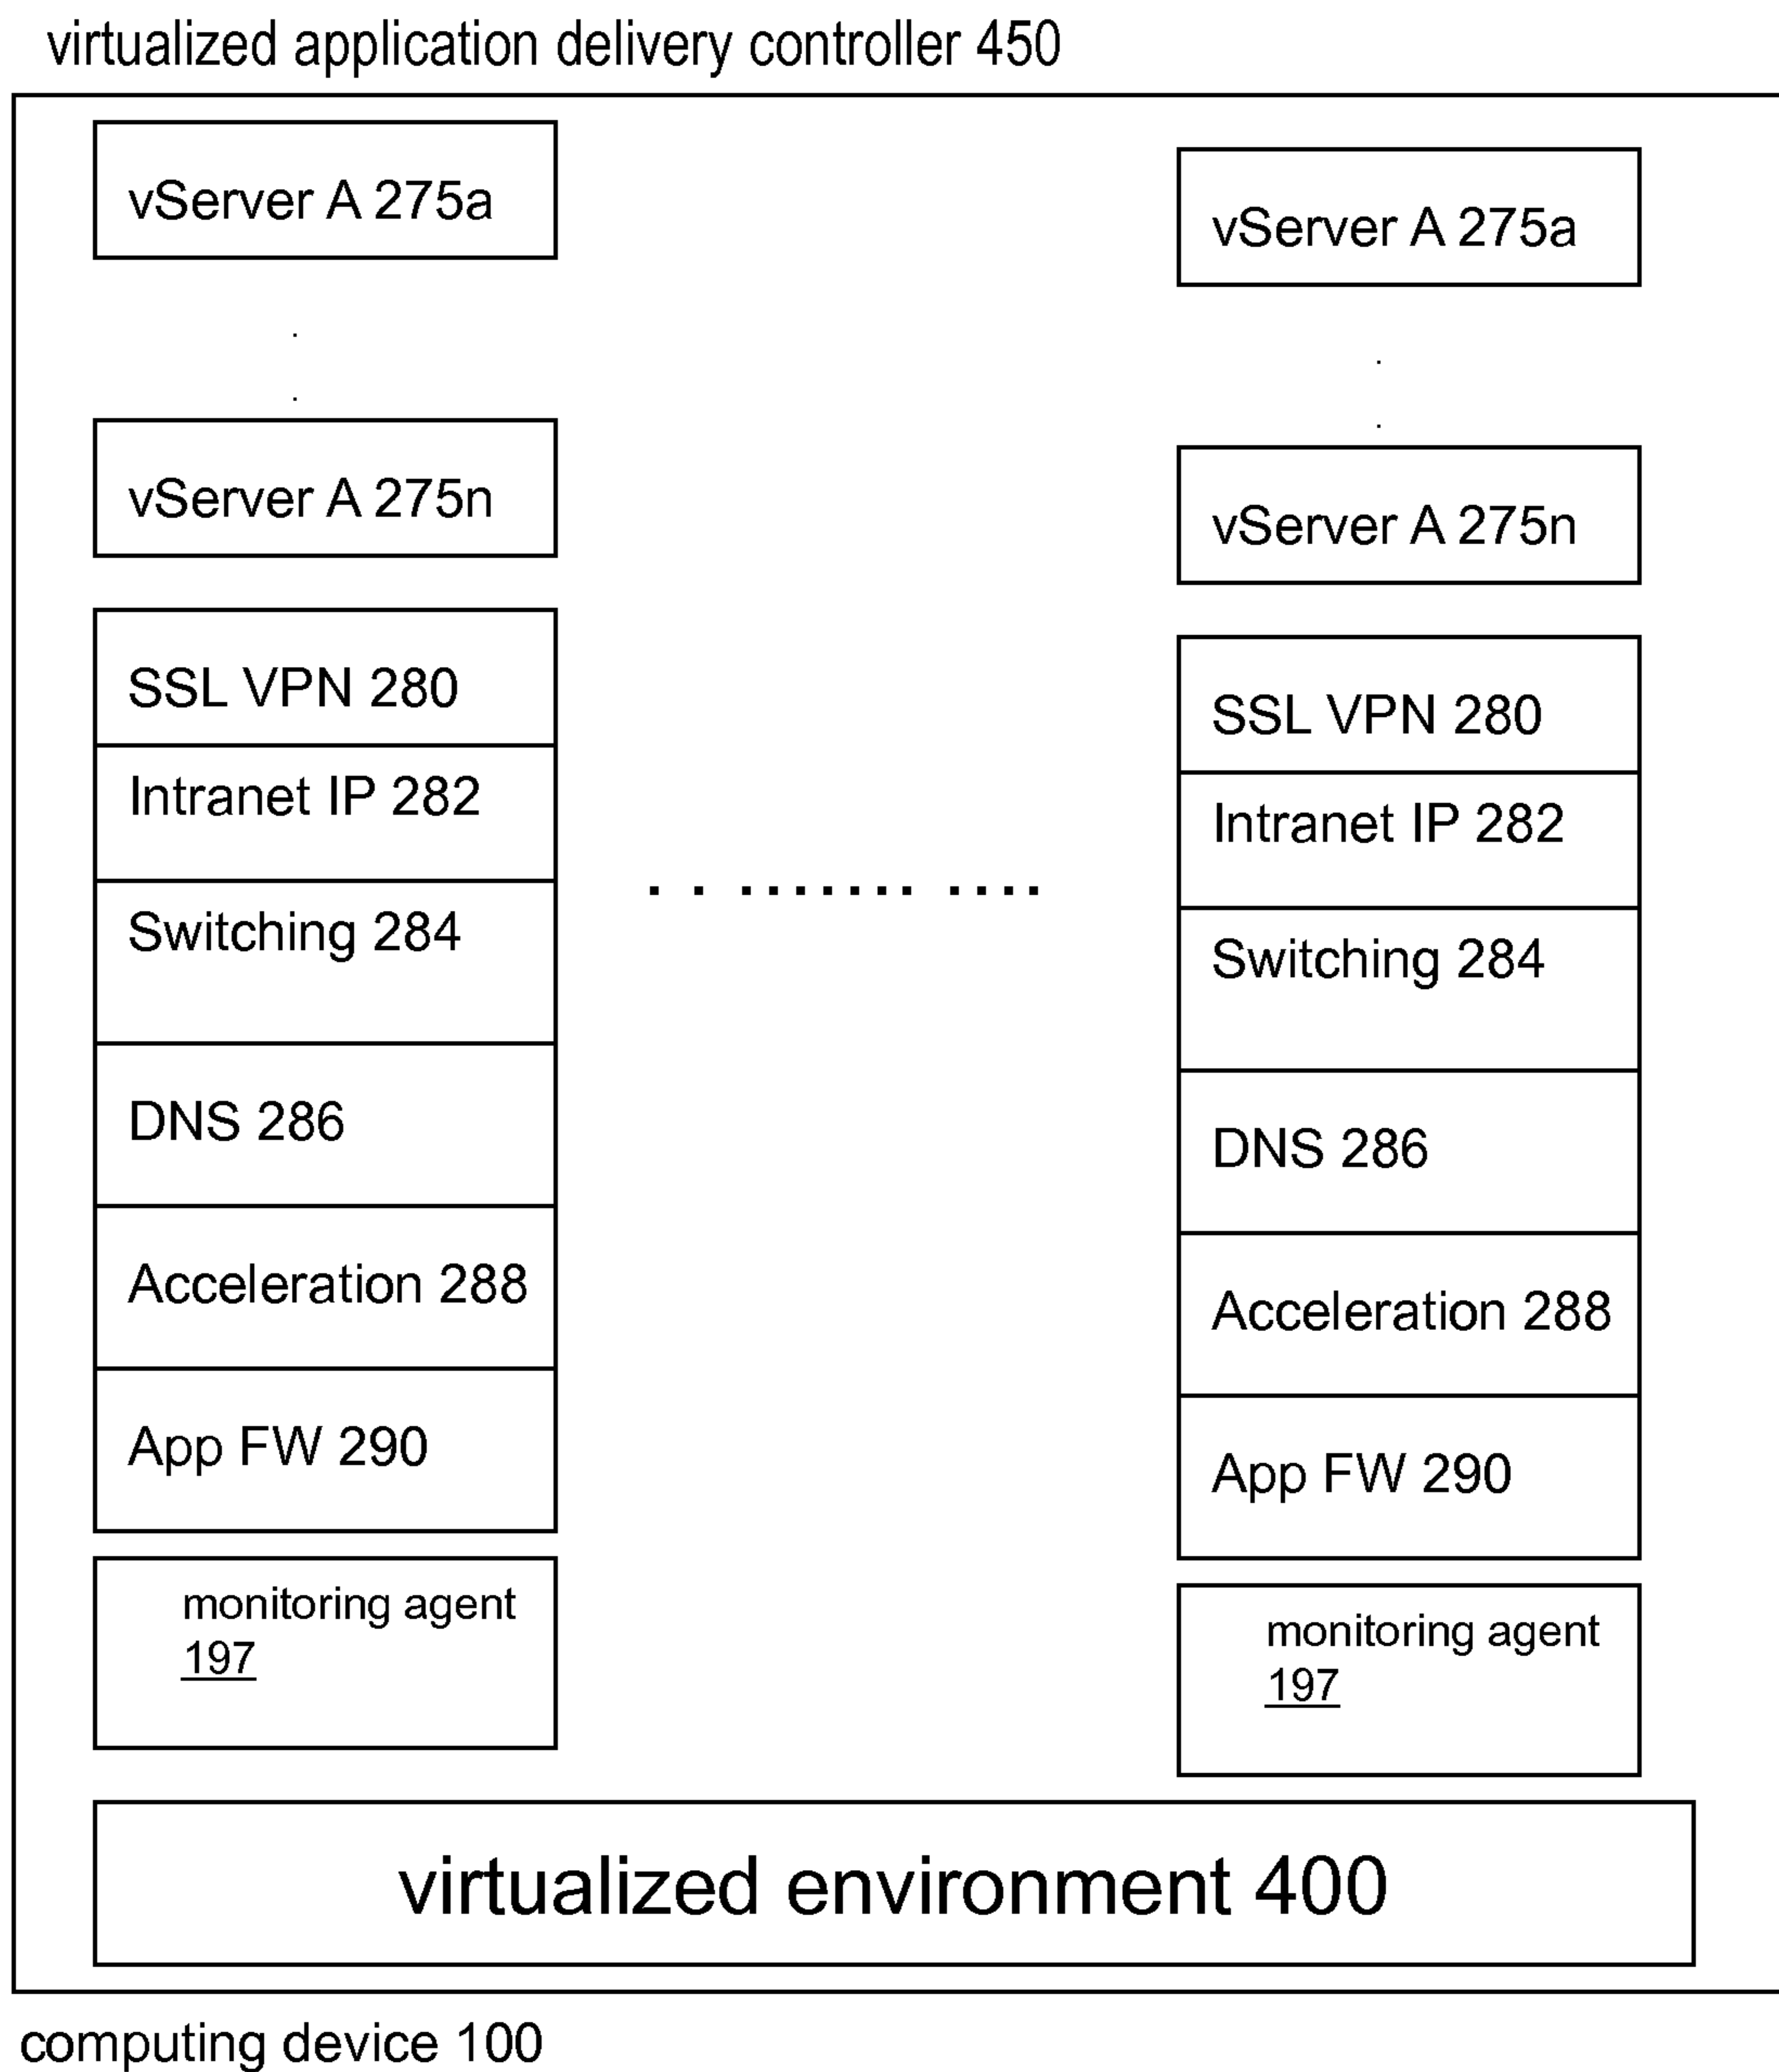 virtualized application delivery controller 450
vServer A 275a
vServer A 275n
SSL VPN 280
Intranet IP 282
Switching 284
DNS 286
Acceleration 288
App FW 290
monitoring agent
197
vServer A 275a
vServer A 275n
SSL VPN 280
Intranet IP 282
Switching 284
DNS 286
Acceleration 288
App FW 290
monitoring agent
197
virtualized environment 400
computing device 100